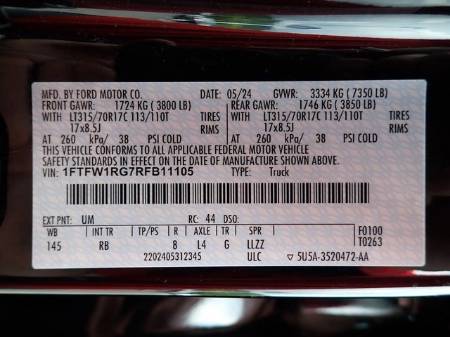 MFD. BY FORD MOTOR CO. 05/24 GVWR: 3334 KG ( 7350 LB)
FRONT GAWR: 1724 KG ( 3800 LB) REAR GAWR: 1746 KG ( 3850 LB)
WITH LT315/70R17C 113/110T TIRES WITH LT315/70R17C 113/110T TIRES
17x8.5J RIMS 17x8.5J RIMS
AT 260 kPa/ 38 PSI COLD AT 260 kPa/ 38 PSI COLD
THIS VEHICLE CONFORMS TO ALL APPLICABLE FEDERAL MOTOR VEHICLE
SAFETY AND THEFT PREVENTION STANDARDS IN EFFECT ON THE DATE OF MANUFACTURE SHOWN ABOVE.
VIN: 1FTFW1RG7RFB11105 TYPE: Truck
EXT PNT: UM RC: 44 DSO:
WB INT TR TP/PS R AXLE TR SPR F0100
145 RB 8 L4 G LLZZ T0263
2202405312345 ULC 5U5A-3520472-AA